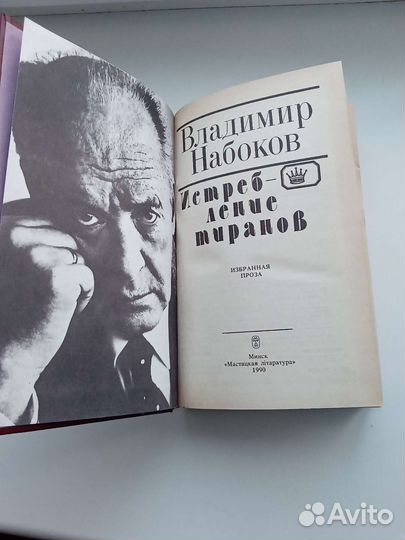 Владимир
Набоков
Истреб-
ление
тиранов
ИЗБРАННАЯ
ПРОЗА
Минск
«Мастацкая літаратура»
1990
Avito